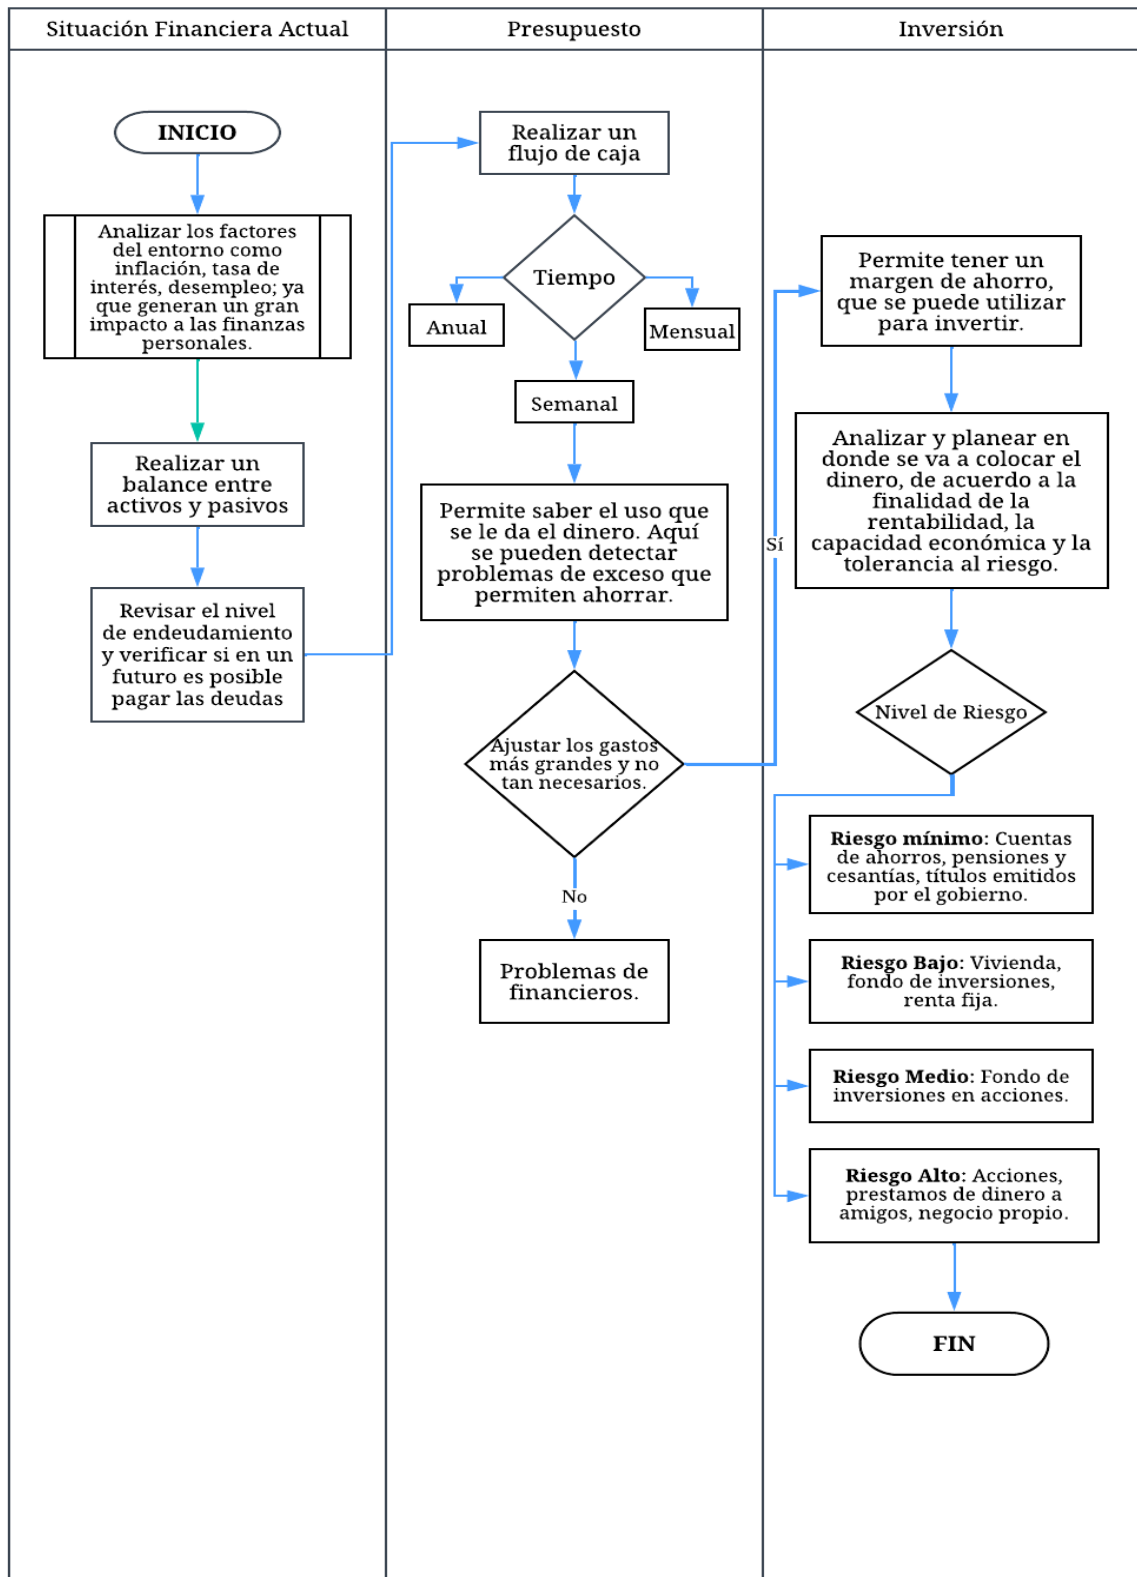 Situación Financiera Actual
Presupuesto
Inversión
INICIO
Analizar los factores
del entorno como
inflación, tasa de
interés, desempleo; ya
que generan un gran
impacto a las finanzas
personales.
Realizar un
balance entre
activos y pasivos
Revisar el nivel
de endeudamiento
y verificar si en un
futuro es posible
pagar las deudas
Realizar un
flujo de caja
Tiempo
Anual
Mensual
Semanal
Permite saber el uso que
se le da el dinero. Aquí
se pueden detectar
problemas de exceso que
permiten ahorrar.
Ajustar los gastos
más grandes y no
tan necesarios.
Sí
No
Problemas de
financieros.
Permite tener un
margen de ahorro,
que se puede utilizar
para invertir.
Analizar y planear en
donde se va a colocar el
dinero, de acuerdo a la
finalidad de la
rentabilidad, la
capacidad económica y la
tolerancia al riesgo.
Nivel de Riesgo
Riesgo mínimo: Cuentas
de ahorros, pensiones y
cesantías, títulos emitidos
por el gobierno.
Riesgo Bajo: Vivienda,
fondo de inversiones,
renta fija.
Riesgo Medio: Fondo de
inversiones en acciones.
Riesgo Alto: Acciones,
prestamos de dinero a
amigos, negocio propio.
FIN